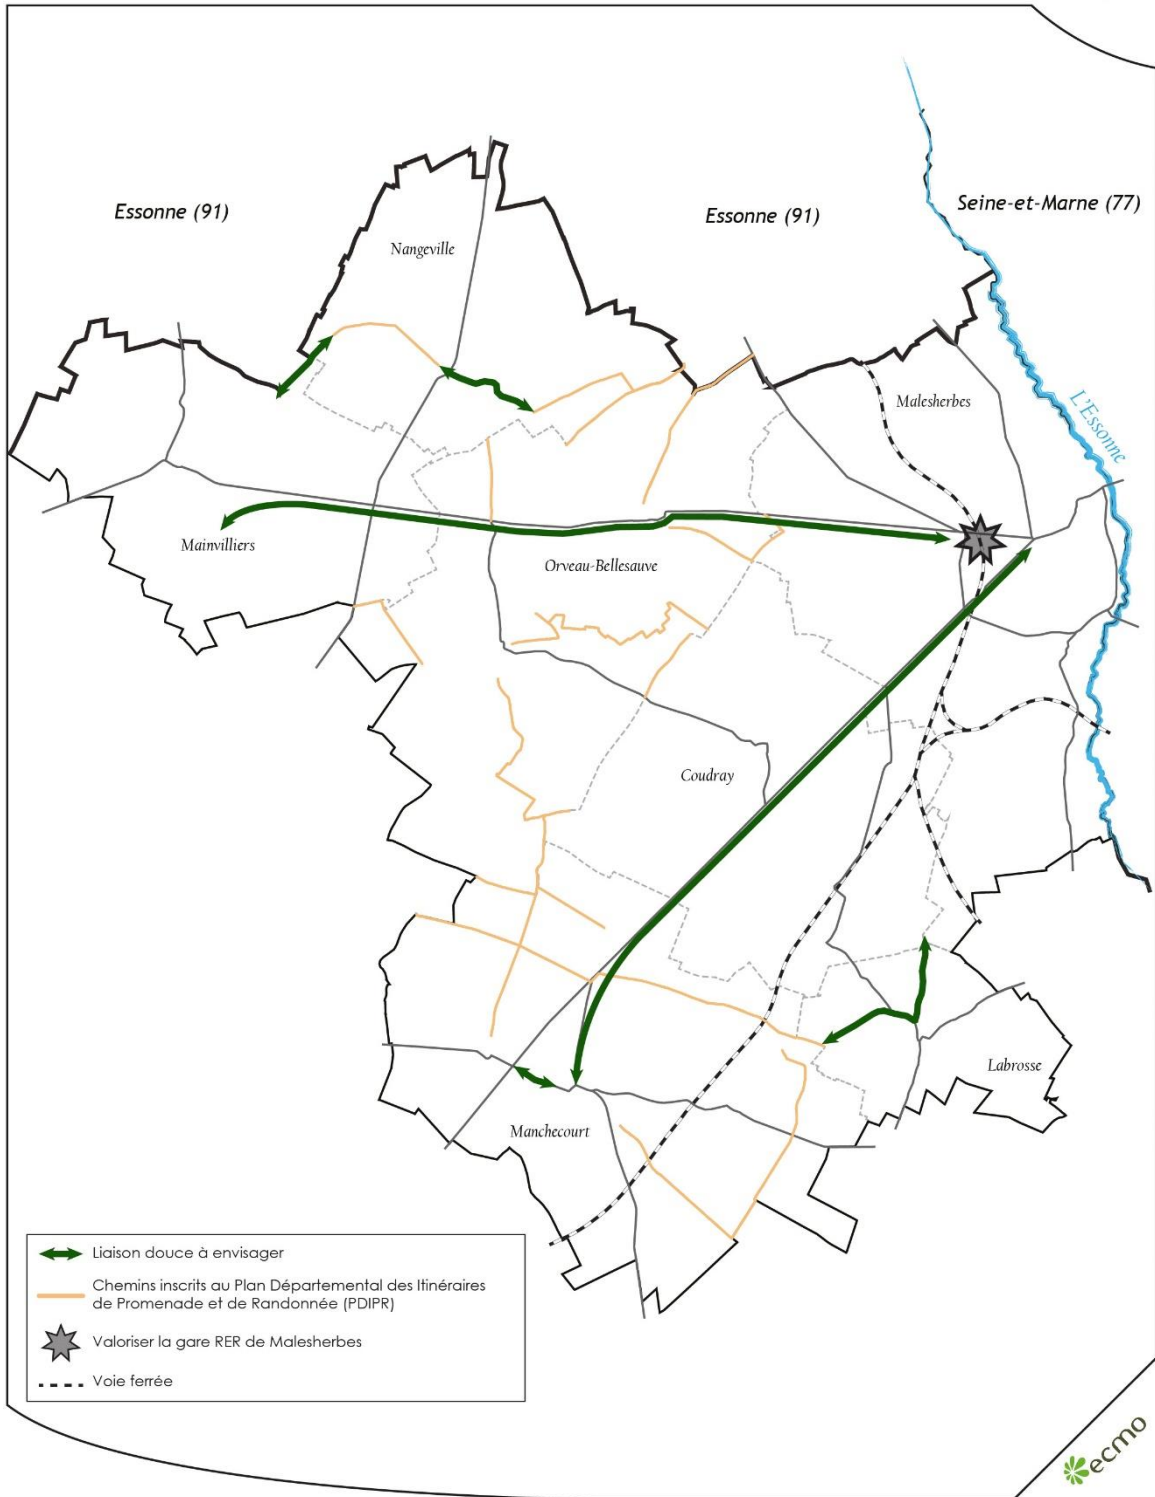 Essonne (91)
Essonne (91)
Seine-et-Marne (77)
Nangeville
Malesherbes
L'Essonne
Mainvilliers
Orveau-Bellesauve
Coudray
Labrosse
Manchecourt
Liaison douce à envisager
Chemins inscrits au Plan Départemental des Itinéraires
de Promenade et de Randonnée (PDIPR)
Valoriser la gare RER de Malesherbes
Voie ferrée
ecmo